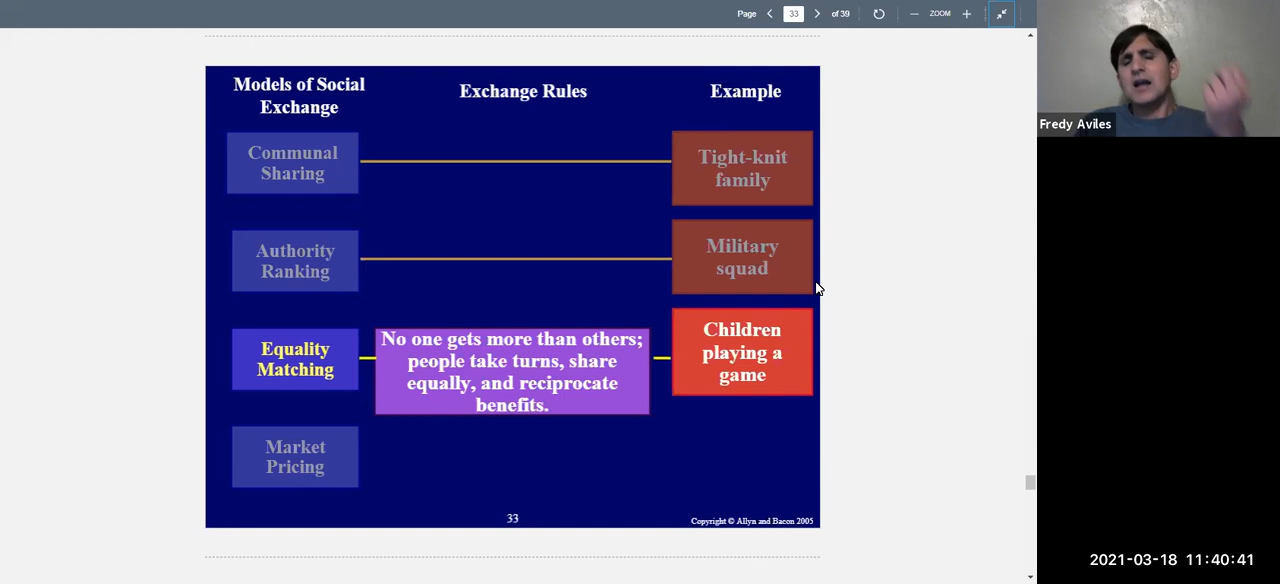 Page
33
of 39
ZOOM
Models of Social
Exchange
Exchange Rules
Example
Communal
Sharing
Tight-knit
family
Authority
Ranking
Military
squad
Equality
Matching
No one gets more than others;
people take turns, share
equally, and reciprocate
benefits.
Children
playing a
game
Market
Pricing
33
Copyright © Allyn and Bacon 2005
Fredy Aviles
2021-03-18 11:40:41